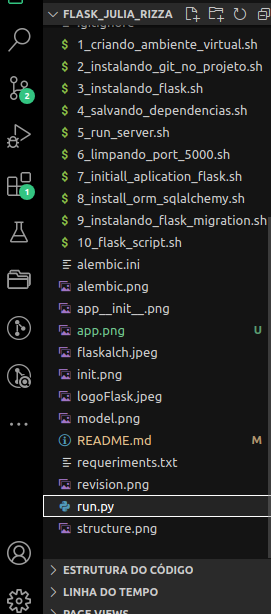 FLASK_JULIA_RIZZA
.gitignore
1_criando_ambiente_virtual.sh
2_instalando_git_no_projeto.sh
2
3_instalando_flask.sh
4_salvando_dependencias.sh
5_run_server.sh
6_limpando_port_5000.sh
7_initiall_aplication_flask.sh
1
8_install_orm_sqlalchemy.sh
9_instalando_flask_migration.sh
10_flask_script.sh
alembic.ini
alembic.png
app__init__.png
app.png U
flaskalch.jpeg
init.png
logoFlask.jpeg
model.png
README.md M
requeriments.txt
revision.png
run.py
structure.png
ESTRUTURA DO CÓDIGO
LINHA DO TEMPO
PAGE VIEWS